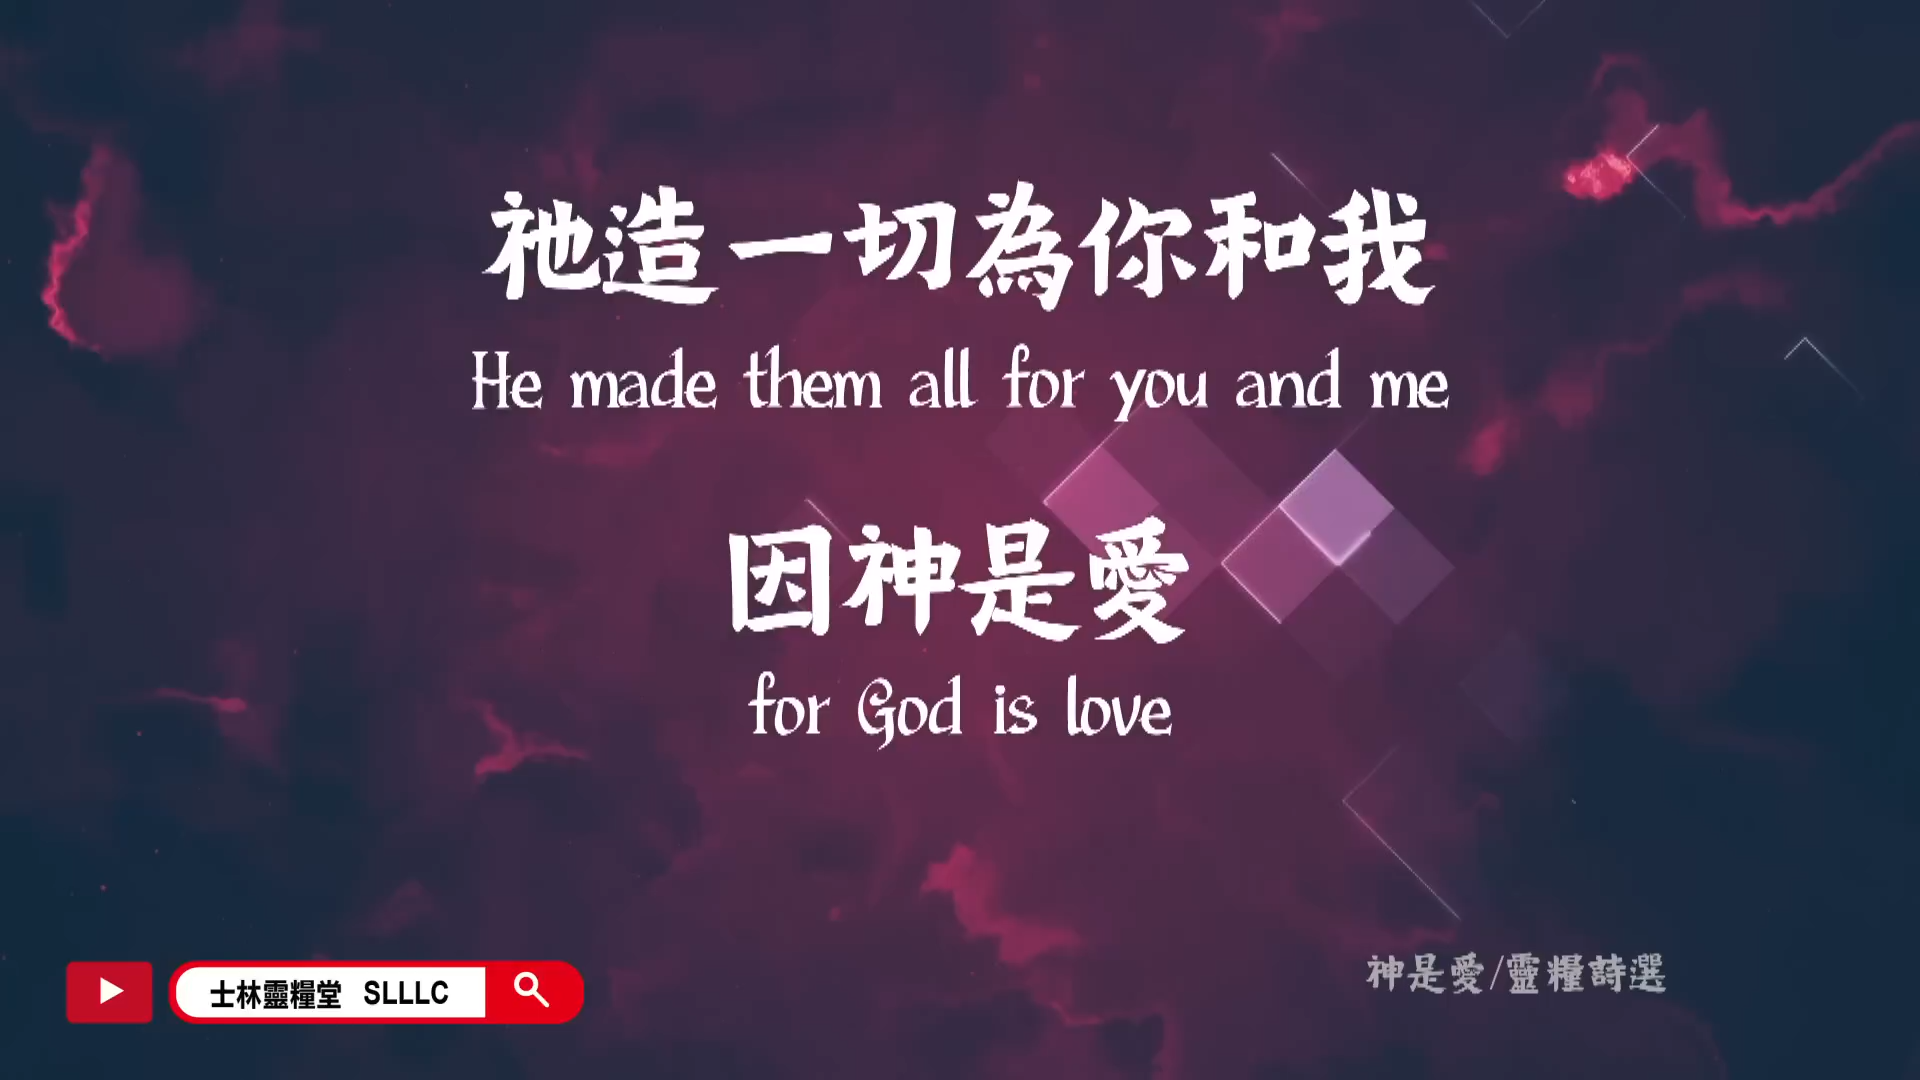 祂造一切為你和我
He made them all for you and me
因神是愛
for God is love
士林靈糧堂 SLLLC
神是愛/靈糧詩選